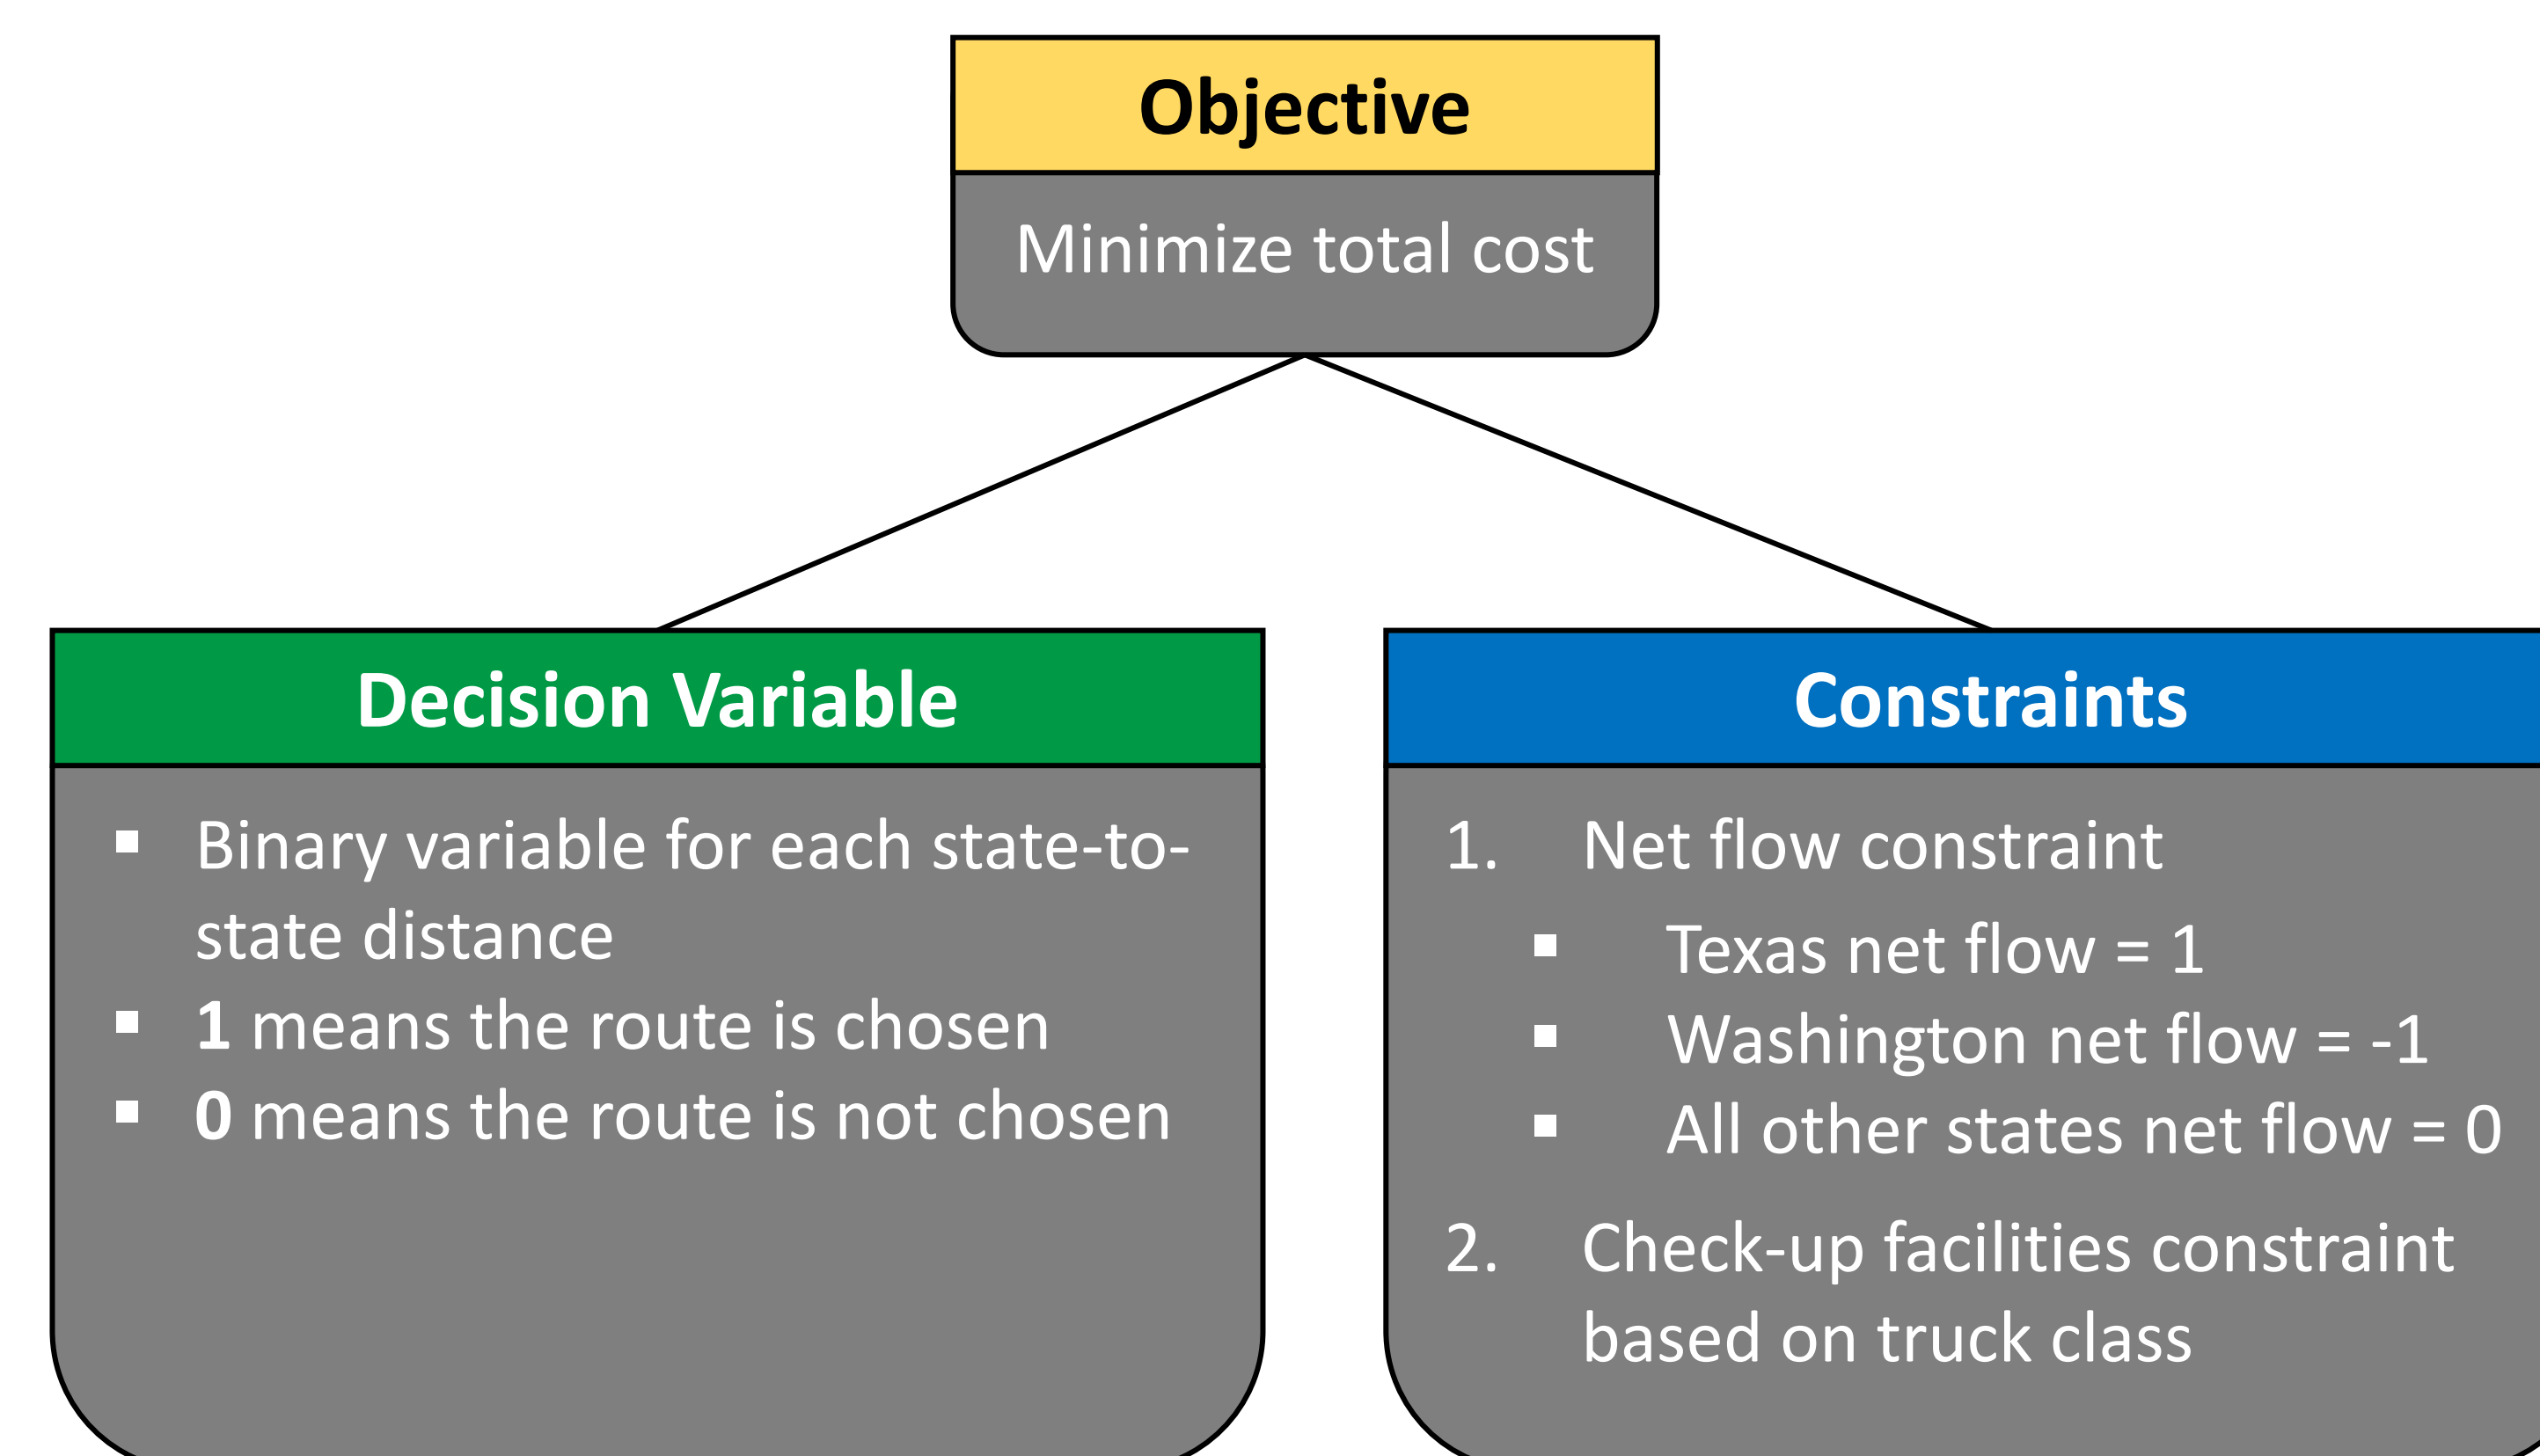 Objective
Minimize total cost
Decision Variable
▪ Binary variable for each state-to-
state distance
▪ 1 means the route is chosen
▪ 0 means the route is not chosen
Constraints
1. Net flow constraint
▪ Texas net flow = 1
▪ Washington net flow = -1
▪ All other states net flow = 0
2. Check-up facilities constraint
based on truck class